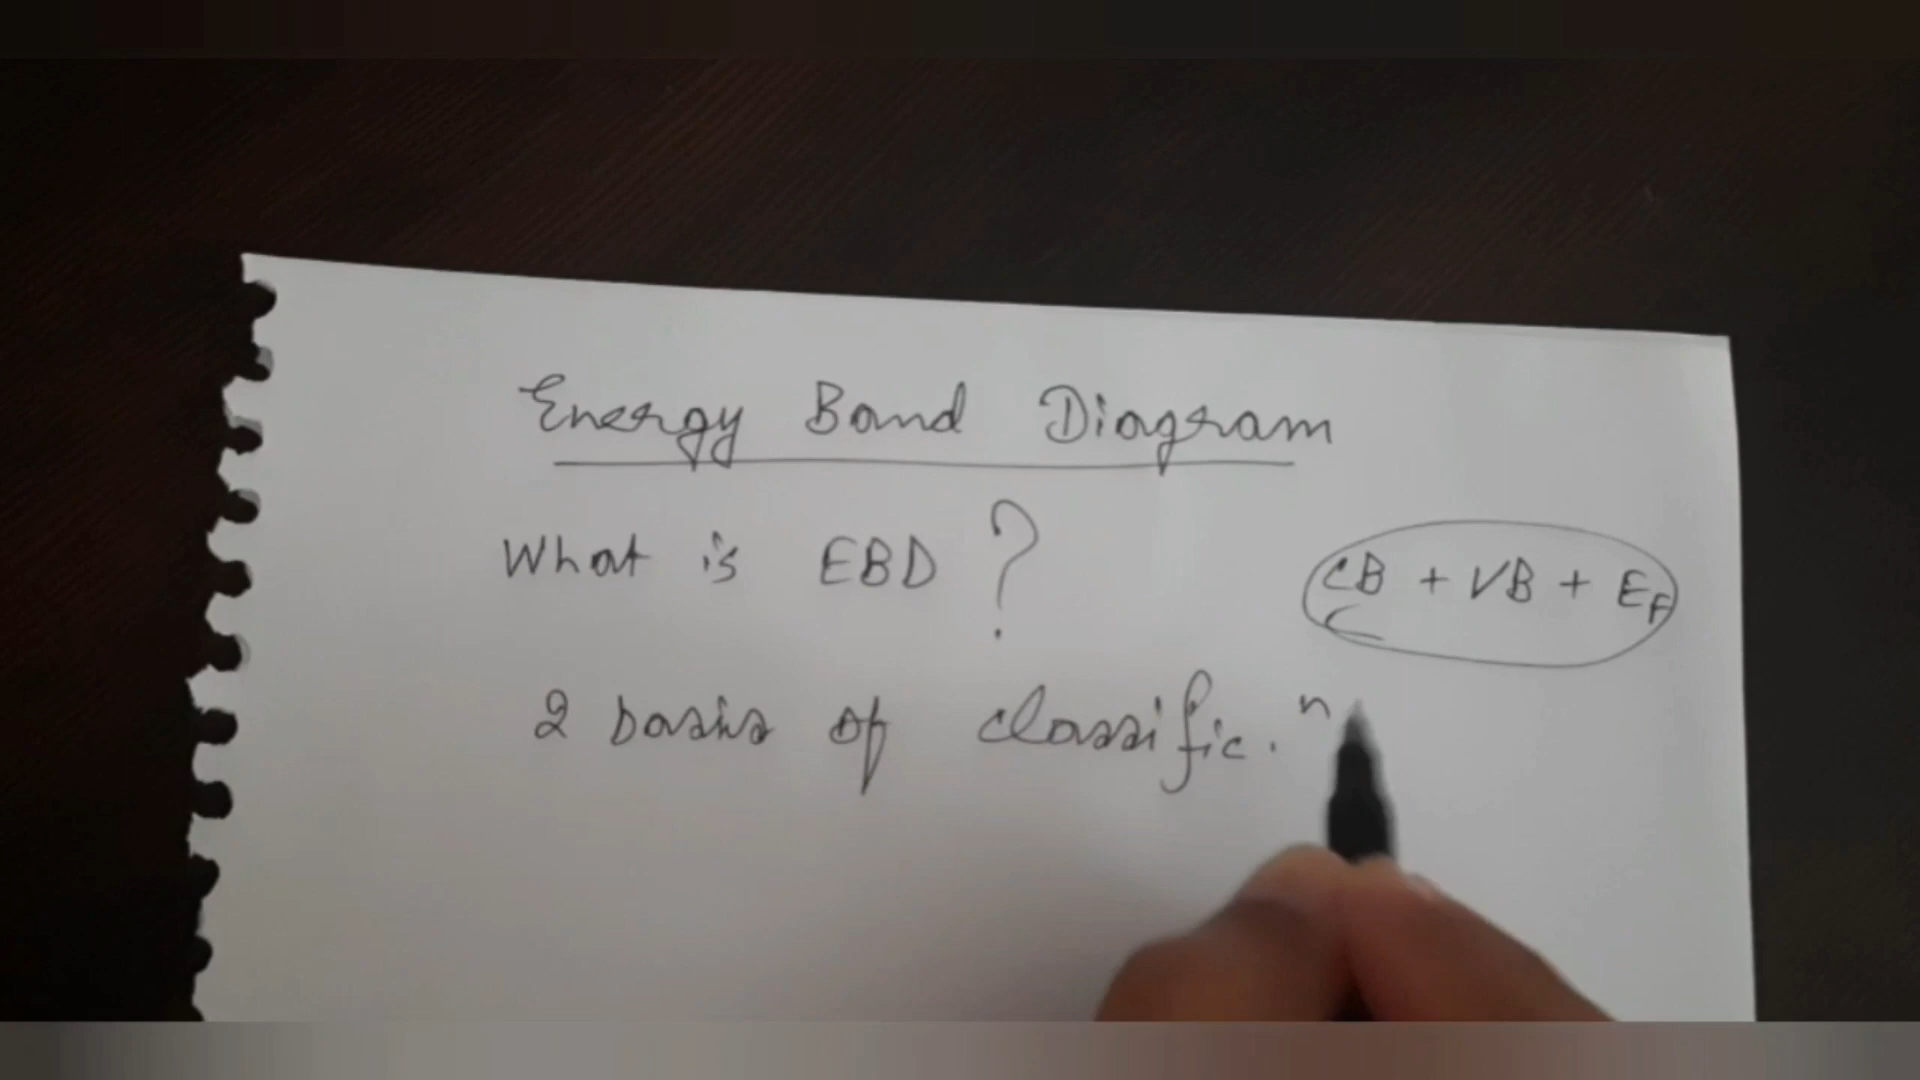 Energy Band Diagram
What is EBD ?
CB + VB + EF
2 basis of classific.n